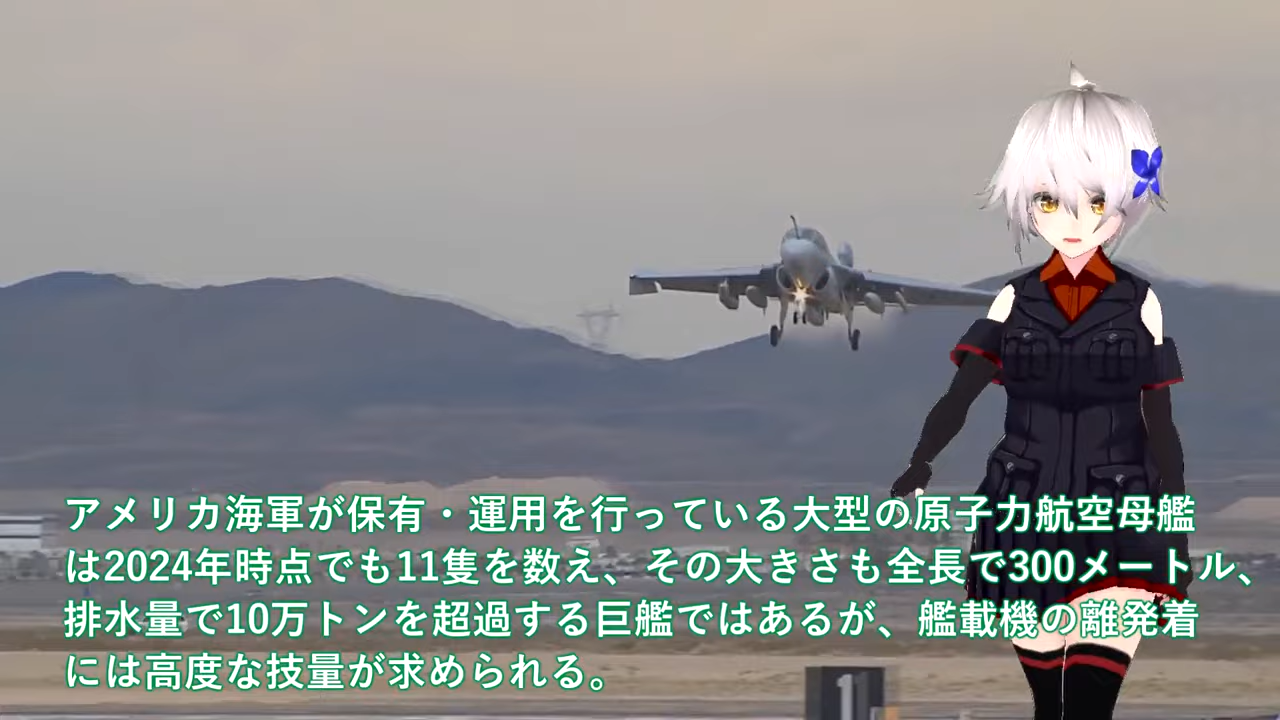 アメリカ海軍が保有・運用を行っている大型の原子力航空母艦
は2024年時点でも11隻を数え、その大きさも全長で300メートル、
排水量で10万トンを超過する巨艦ではあるが、艦載機の離発着
には高度な技量が求められる。
1